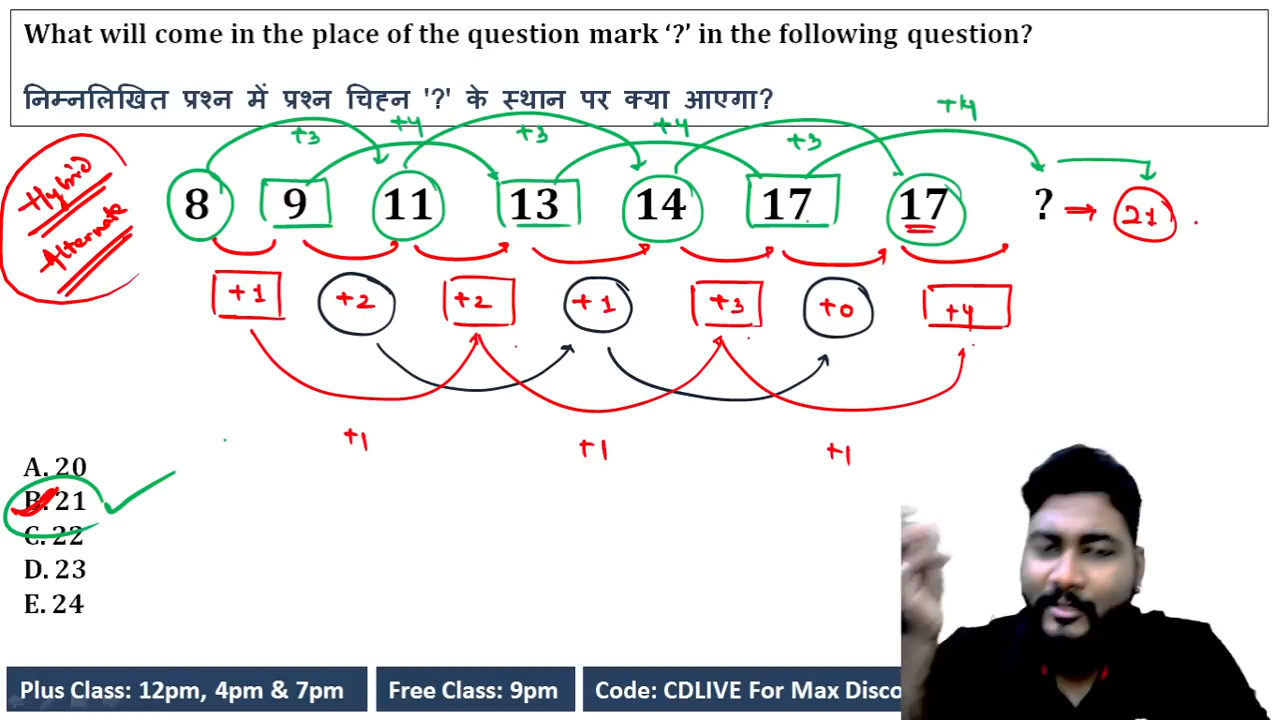 What will come in the place of the question mark ‘?’ in the following question?
निम्नलिखित प्रश्न में प्रश्न चिह्न '?' के स्थान पर क्या आएगा?
+3 +4 +3 +4 +3 +4
Hybrid
Alternate
8 9 11 13 14 17 17 ? ⇒ 21
+1 +2 +2 +1 +3 +0 +4
+1 +1 +1
A. 20
B. 21
C. 22
D. 23
E. 24
Plus Class: 12pm, 4pm & 7pm
Free Class: 9pm
Code: CDLIVE For Max Disco